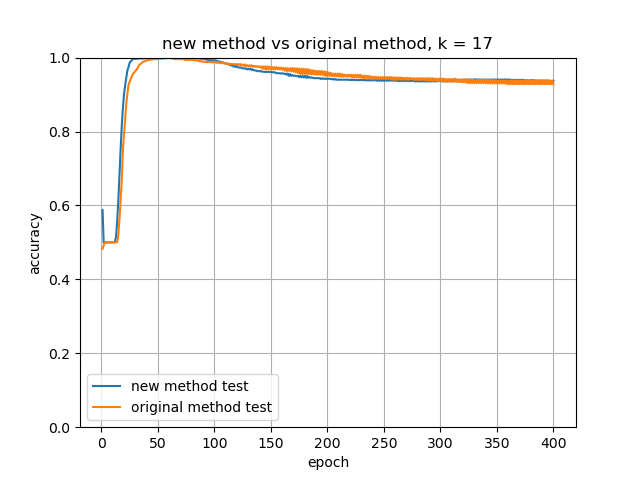 new method vs original method, k = 17
accuracy
1.0
0.8
0.6
0.4
0.2
0.0
new method test
original method test
0 50 100 150 200 250 300 350 400
epoch